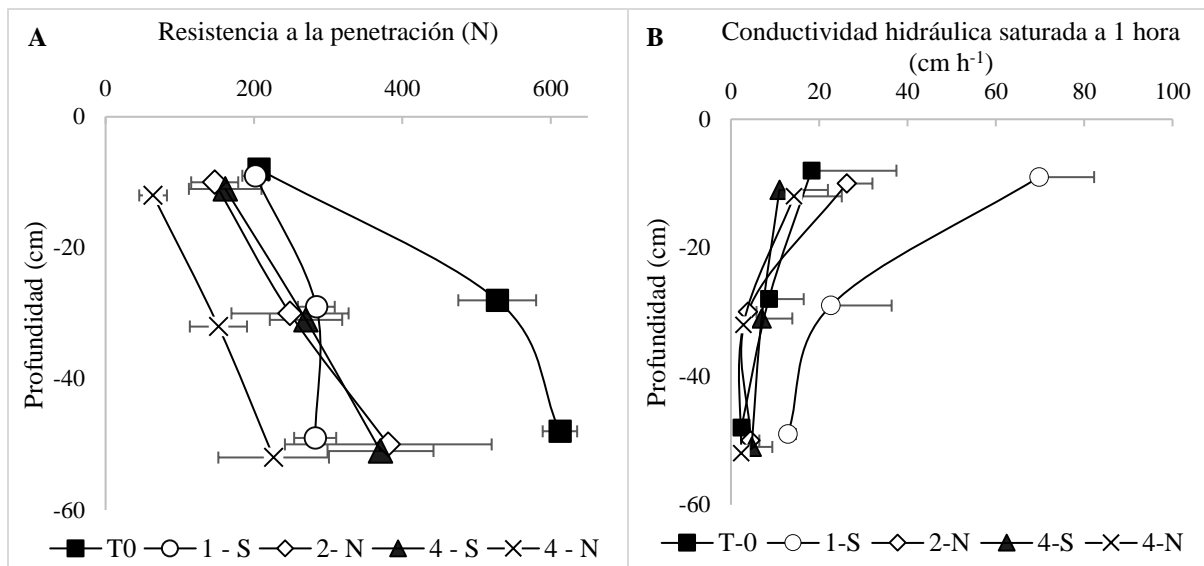 A Resistencia a la penetración (N)
0 200 400 600
0
-20
-40
-60
Profundidad (cm)
T0 1 - S 2- N 4 - S 4 - N
B Conductividad hidráulica saturada a 1 hora
(cm h-1)
0 20 40 60 80 100
0
-20
-40
-60
Profundidad (cm)
T-0 1-S 2-N 4-S 4-N